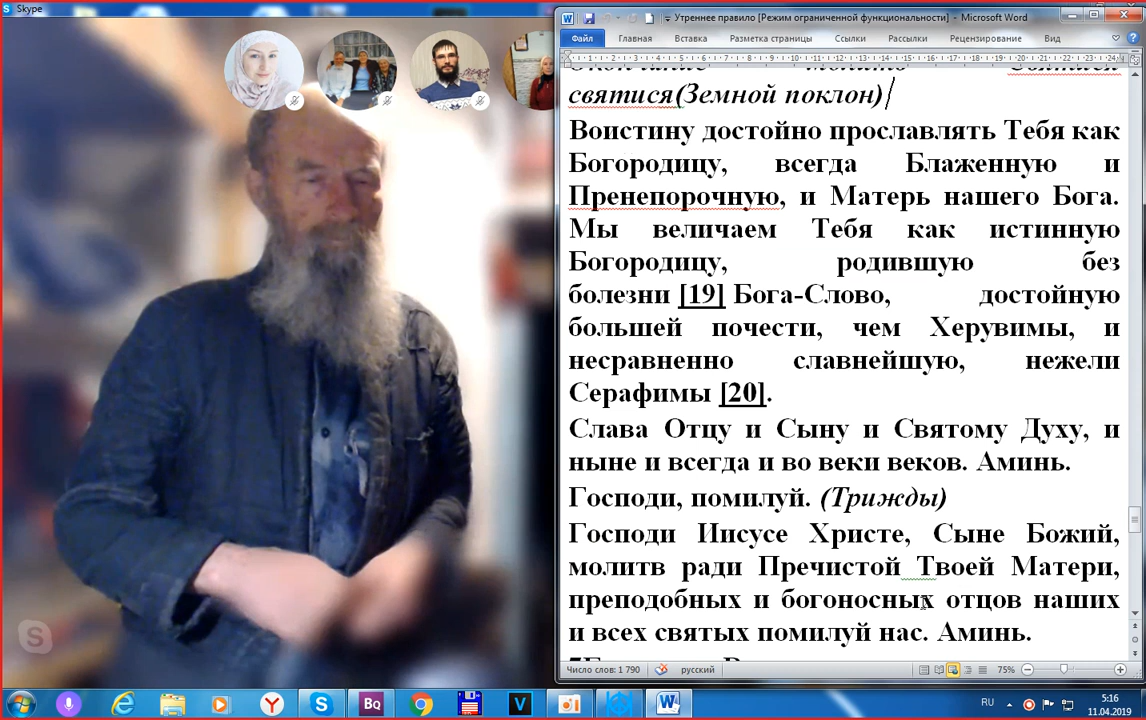 Skype
Утреннее правило [Режим ограниченной функциональности] - Microsoft Word
Файл Главная Вставка Разметка страницы Ссылки Рассылки Рецензирование Вид
святися(Земной поклон)
Воистину достойно прославлять Тебя как
Богородицу, всегда Блаженную и
Пренепорочную, и Матерь нашего Бога.
Мы величаем Тебя как истинную
Богородицу, родившую без
болезни [19] Бога-Слово, достойную
большей почести, чем Херувимы, и
несравненно славнейшую, нежели
Серафимы [20].
Слава Отцу и Сыну и Святому Духу, и
ныне и всегда и во веки веков. Аминь.
Господи, помилуй. (Трижды)
Господи Иисусе Христе, Сыне Божий,
молитв ради Пречистой Твоей Матери,
преподобных и богоносных отцов наших
и всех святых помилуй нас. Аминь.
Число слов: 1 790 русский 75%
RU 5:16
11.04.2019